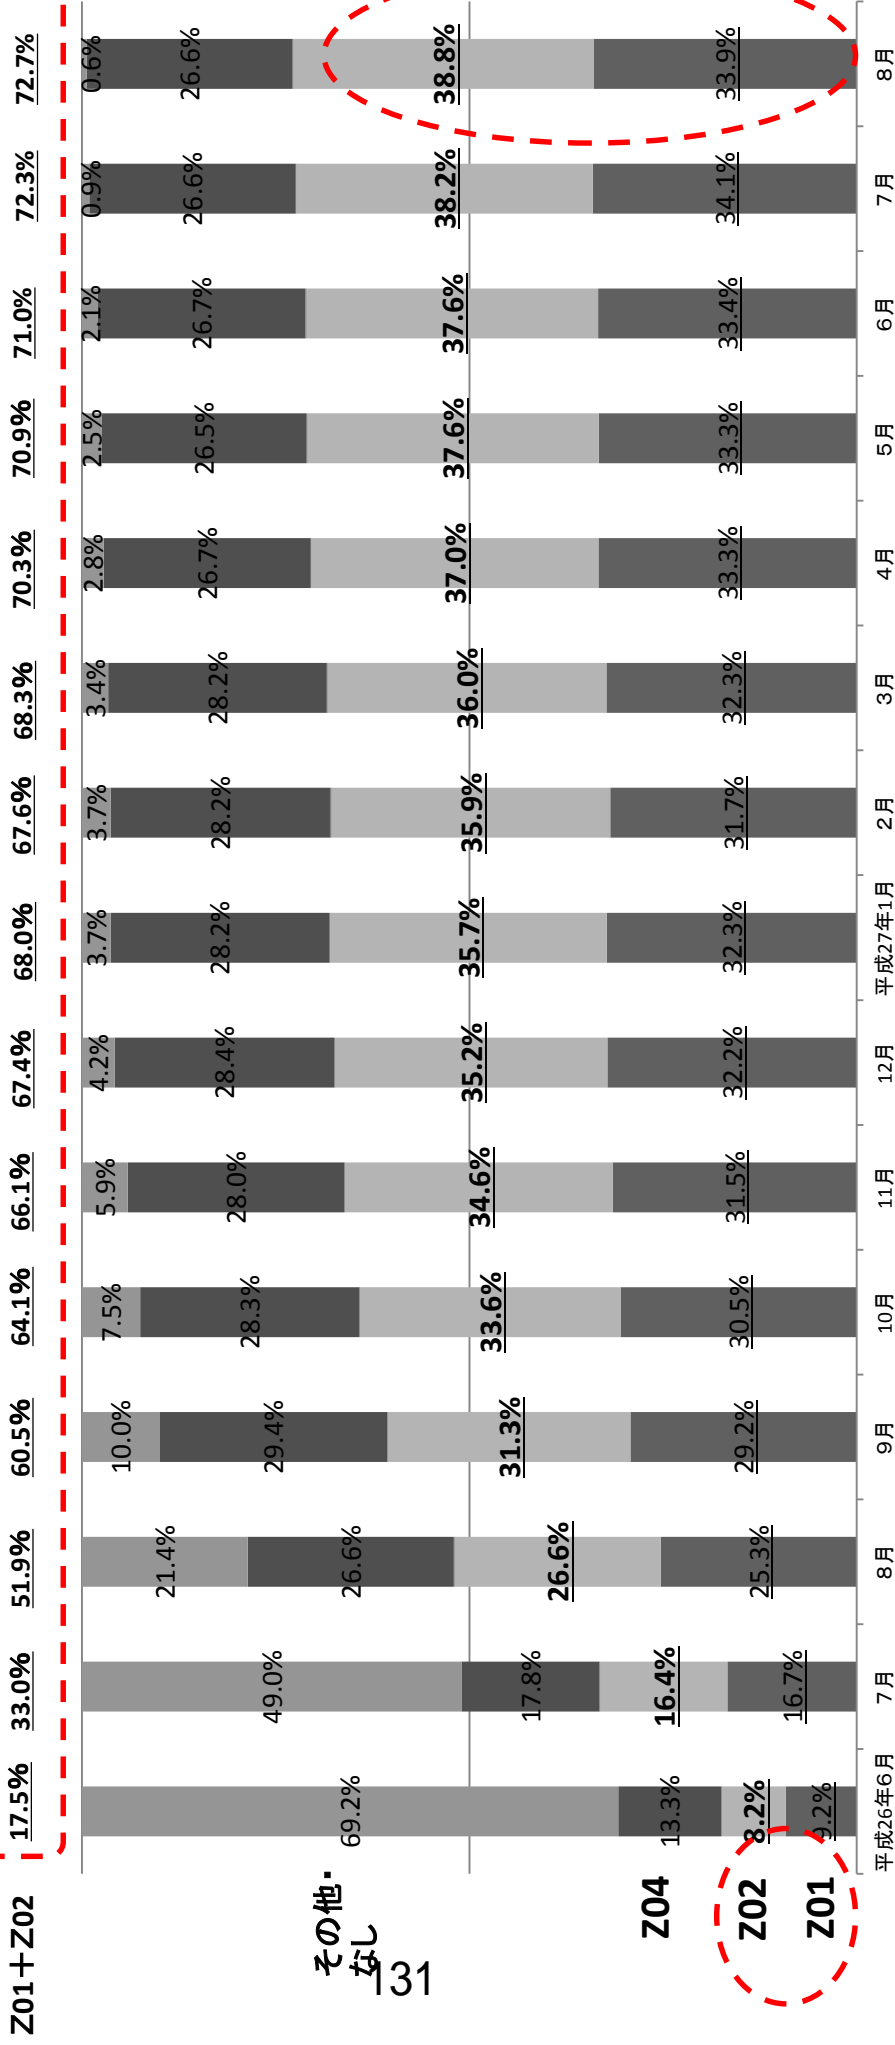 Z01＋Z02
17.5% 33.0% 51.9% 60.5% 64.1% 66.1% 67.4% 68.0% 67.6% 68.3% 70.3% 70.9% 71.0% 72.3% 72.7%
その他・
なし
69.2% 49.0% 21.4% 10.0% 7.5% 5.9% 4.2% 3.7% 3.7% 3.4% 2.8% 2.5% 2.1% 0.9% 0.6%
Z04
13.3% 17.8% 26.6% 29.4% 28.3% 28.0% 28.4% 28.2% 28.2% 28.2% 26.7% 26.5% 26.7% 26.6% 26.6%
Z02
8.2% 16.4% 26.6% 31.3% 33.6% 34.6% 35.2% 35.7% 35.9% 36.0% 37.0% 37.6% 37.6% 38.2% 38.8%
Z01
9.2% 16.7% 25.3% 29.2% 30.5% 31.5% 32.2% 32.3% 31.7% 32.3% 33.3% 33.3% 33.4% 34.1% 33.9%
平成26年6月 7月 8月 9月 10月 11月 12月 平成27年1月 2月 3月 4月 5月 6月 7月 8月
131